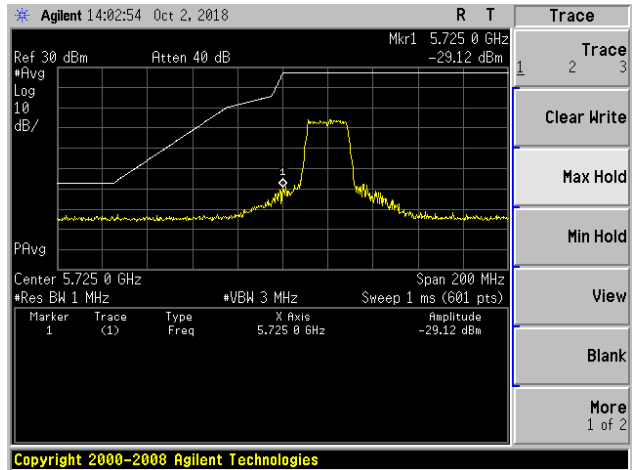 Agilent 14:02:54 Oct 2, 2018 R T
Mkr1 5.725 0 GHz
Ref 30 dBm Atten 40 dB -29.12 dBm
#Avg
Log
10
dB/
1
PAvg
Center 5.725 0 GHz Span 200 MHz
#Res BW 1 MHz #VBW 3 MHz Sweep 1 ms (601 pts)
Marker Trace Type X Axis Amplitude
1 (1) Freq 5.725 0 GHz -29.12 dBm
Copyright 2000-2008 Agilent Technologies
Trace
Trace
1 2 3
Clear Write
Max Hold
Min Hold
View
Blank
More
1 of 2